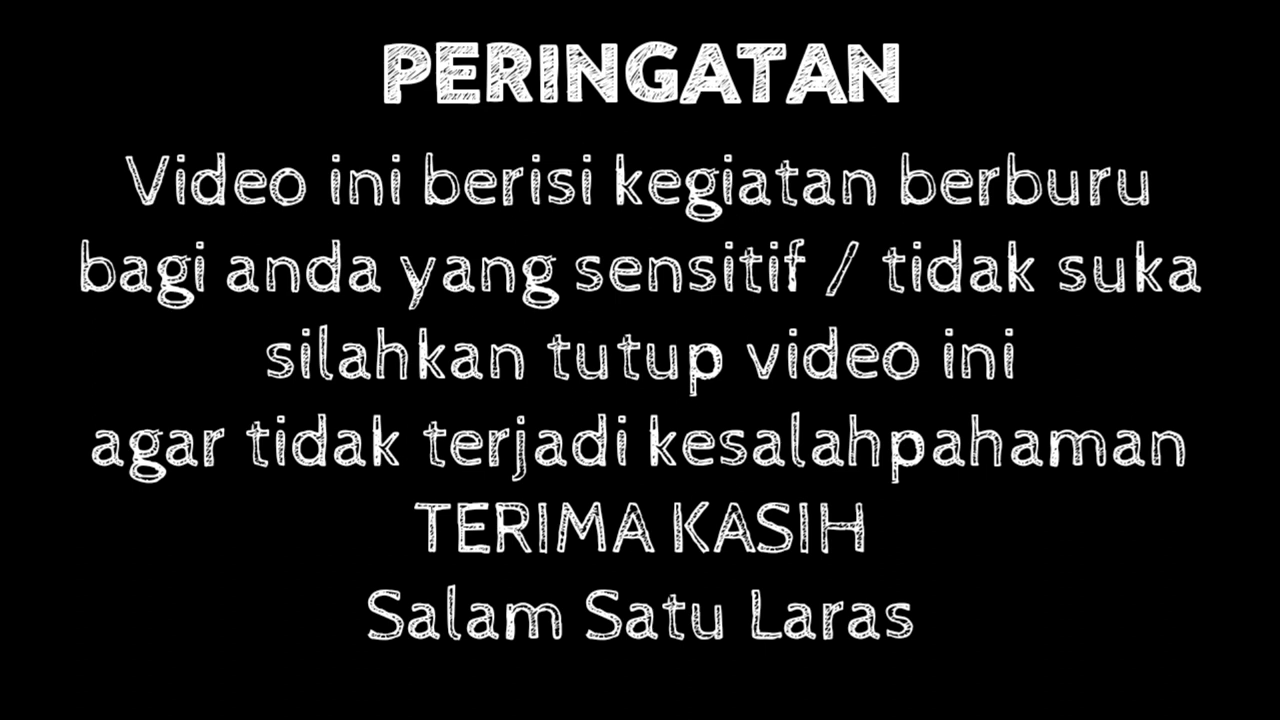 PERINGATAN
Video ini berisi kegiatan berburu
bagi anda yang sensitif / tidak suka
silahkan tutup video ini
agar tidak terjadi kesalahpahaman
TERIMA KASIH
Salam Satu Laras